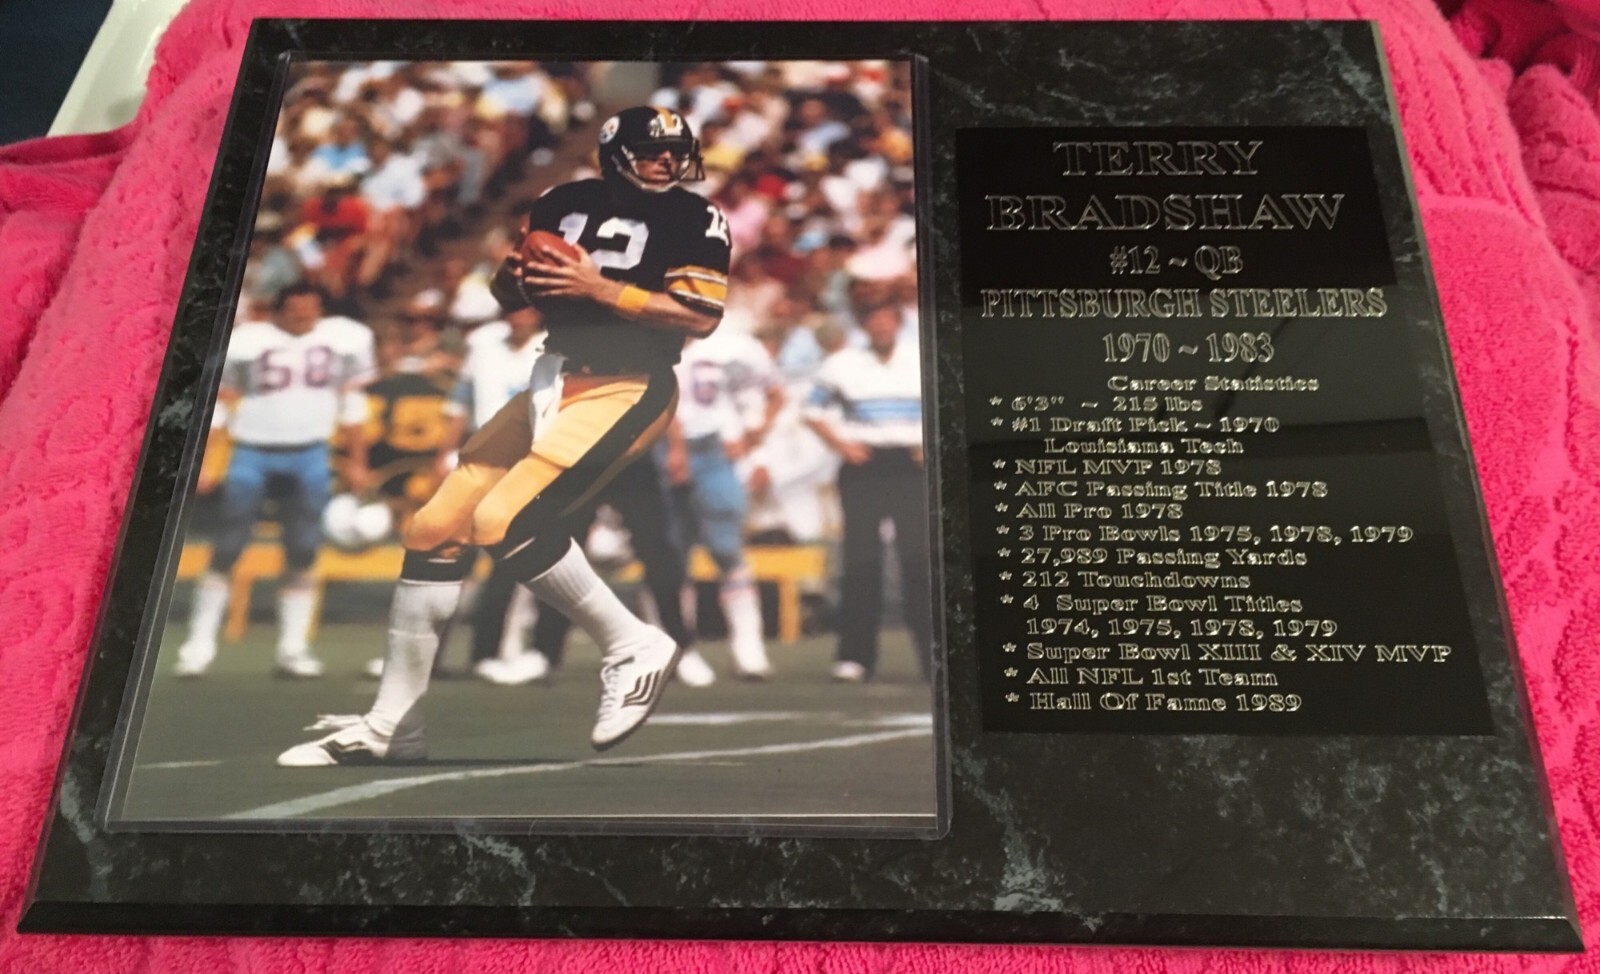 TERRY
BRADSHAW
#12 ~ QB
PITTSBURGH STEELERS
1970 ~ 1983
Career Statistics
* 6'3" ~ 215 lbs
* #1 Draft Pick ~ 1970
Louisiana Tech
* NFL MVP 1978
* AFC Passing Title 1978
* All Pro 1978
* 3 Pro Bowls 1975, 1978, 1979
* 27,989 Passing Yards
* 212 Touchdowns
* 4 Super Bowl Titles
1974, 1975, 1978, 1979
* Super Bowl XIII & XIV MVP
* All NFL 1st Team
* Hall Of Fame 1989
12
12
58